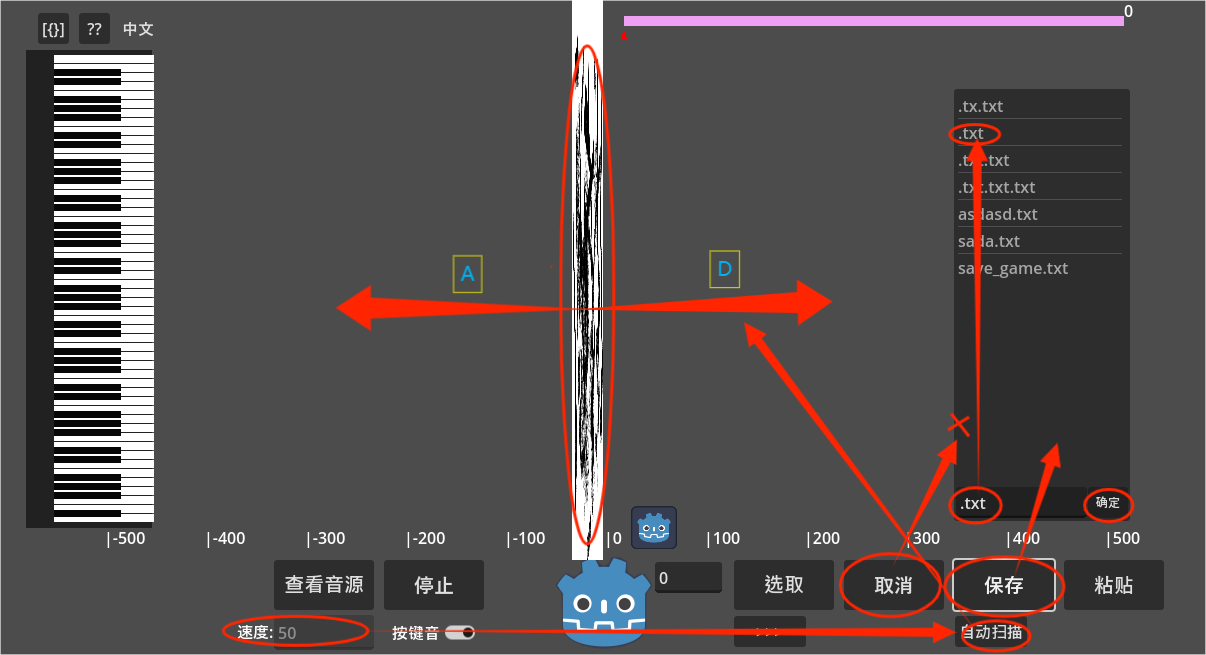 [{}] ?? 中文
0
.tx.txt
.txt
.txt.txt
.txt.txt.txt
asdasd.txt
sada.txt
save_game.txt
A
D
.txt 确定
|-500 |-400 |-300 |-200 |-100 |0 |100 |200 |300 |400 |500
查看音源 停止 0 选取 取消 保存 粘贴
速度: 50 按键音 >>> 自动扫描